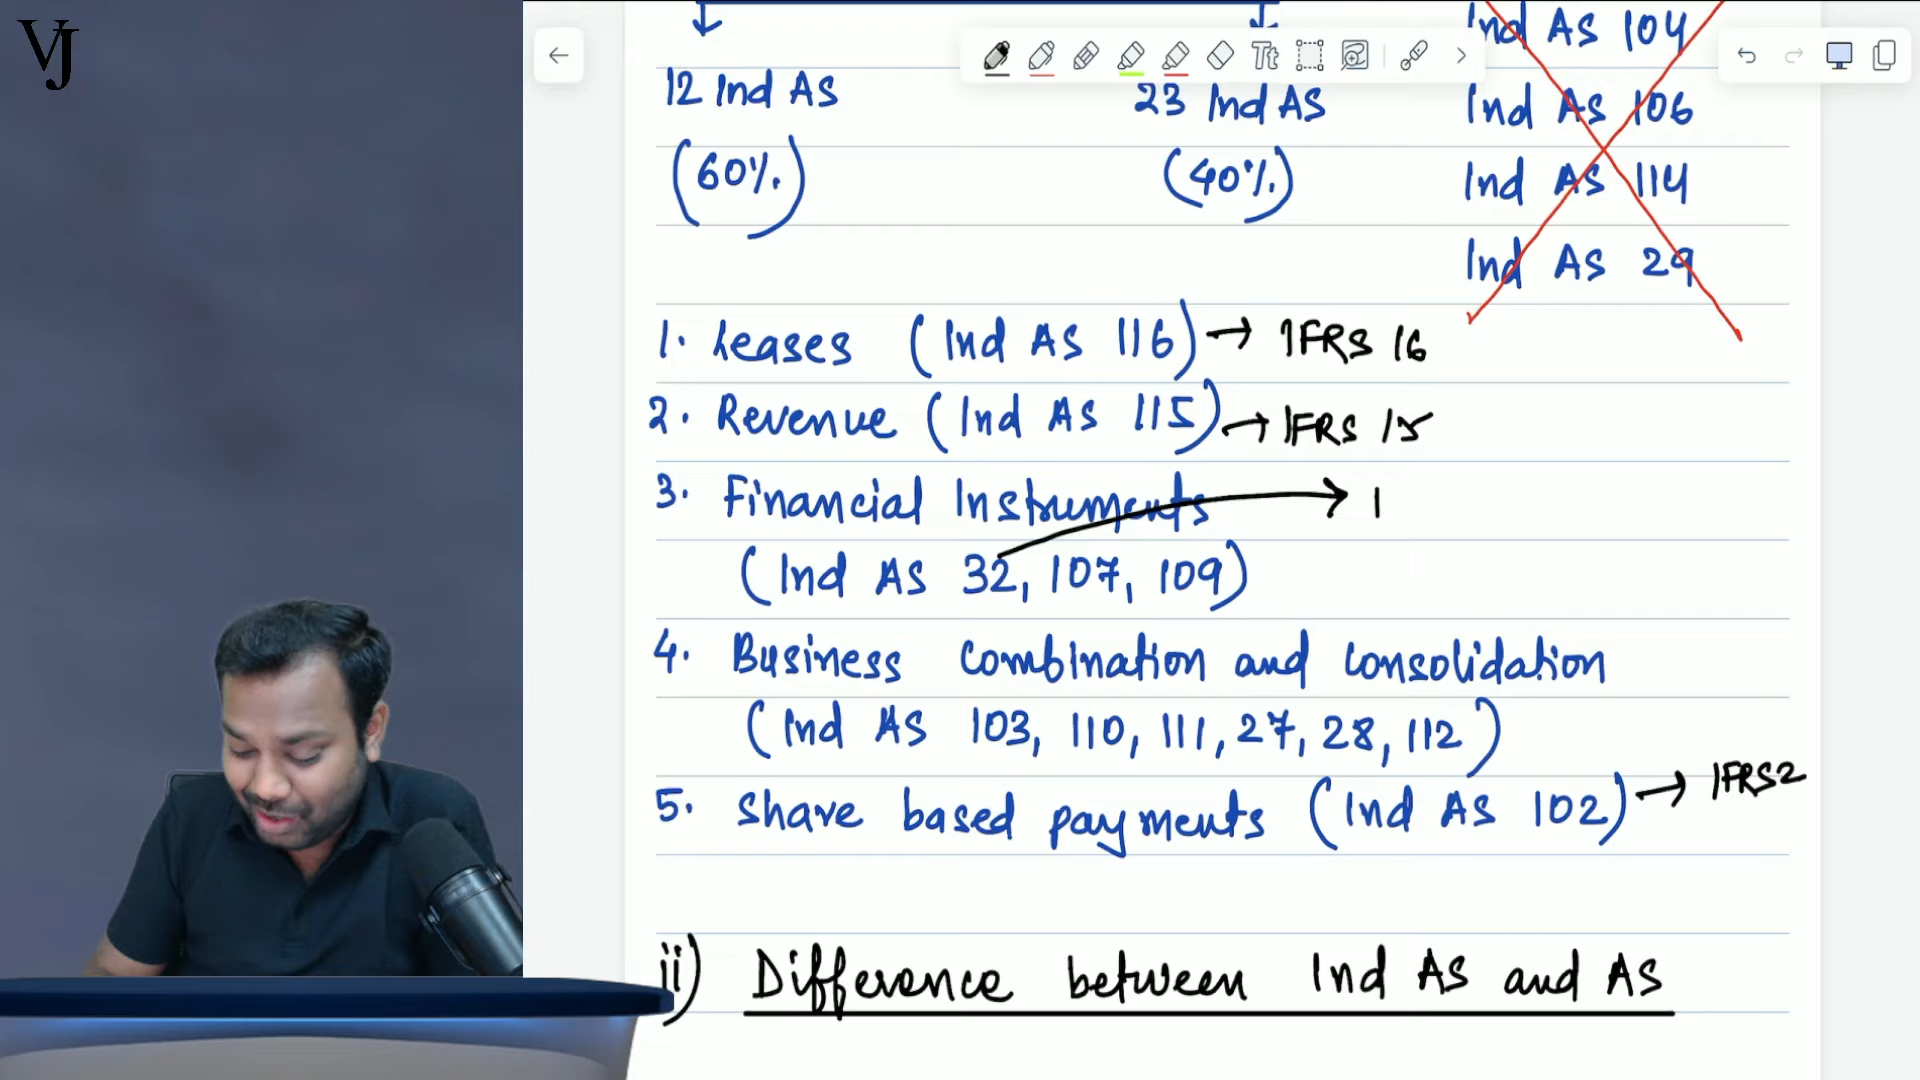 VJ
Ind AS 104
Tt
12 Ind AS 23 Ind AS Ind AS 106
(60%) (40%) Ind AS 114
Ind AS 29
1. Leases (Ind AS 116) → IFRS 16
2. Revenue (Ind AS 115) → IFRS 15
3. Financial Instruments → I
(Ind AS 32, 107, 109)
4. Business Combination and Consolidation
(Ind AS 103, 110, 111, 27, 28, 112)
5. Share based payments (Ind AS 102) → IFRS2
ii) Difference between Ind AS and AS